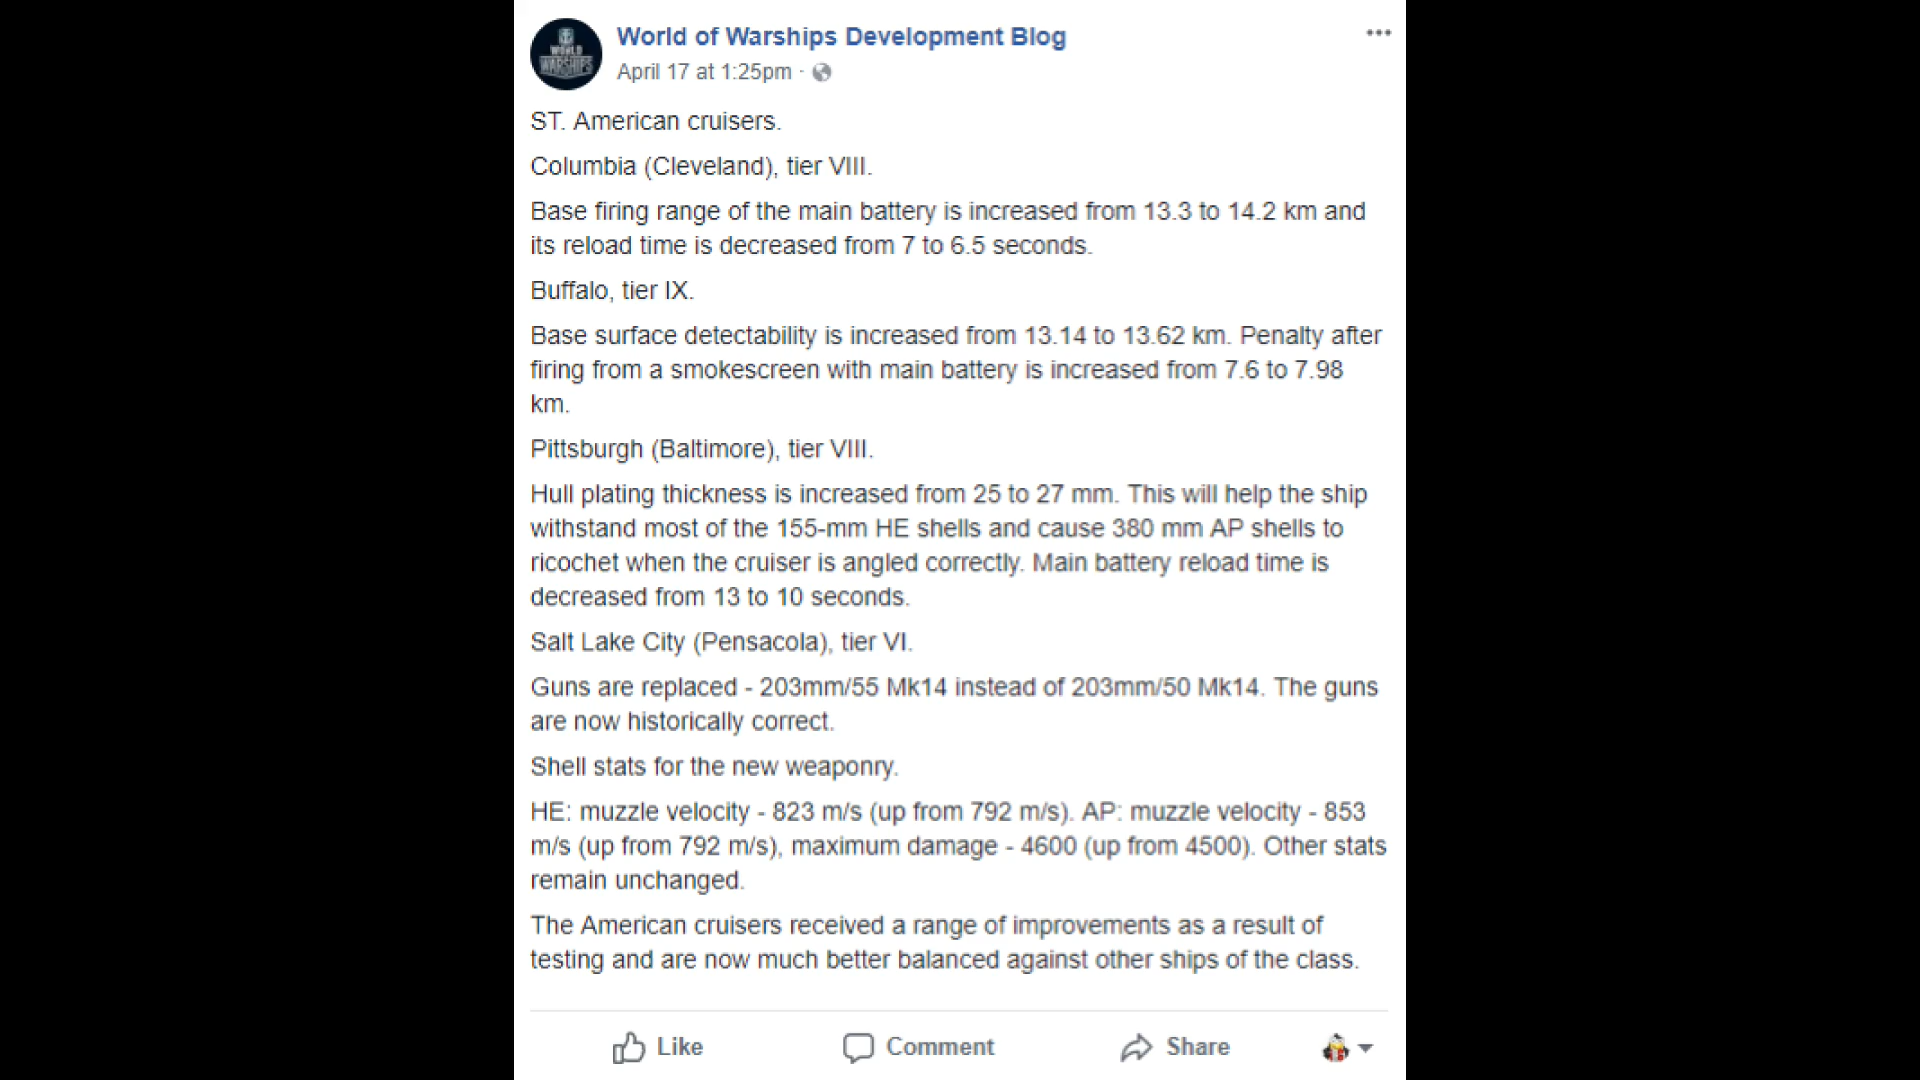 WORLD OF
WARSHIPS
World of Warships Development Blog
April 17 at 1:25pm ·
ST. American cruisers.
Columbia (Cleveland), tier VIII.
Base firing range of the main battery is increased from 13.3 to 14.2 km and
its reload time is decreased from 7 to 6.5 seconds.
Buffalo, tier IX.
Base surface detectability is increased from 13.14 to 13.62 km. Penalty after
firing from a smokescreen with main battery is increased from 7.6 to 7.98
km.
Pittsburgh (Baltimore), tier VIII.
Hull plating thickness is increased from 25 to 27 mm. This will help the ship
withstand most of the 155-mm HE shells and cause 380 mm AP shells to
ricochet when the cruiser is angled correctly. Main battery reload time is
decreased from 13 to 10 seconds.
Salt Lake City (Pensacola), tier VI.
Guns are replaced - 203mm/55 Mk14 instead of 203mm/50 Mk14. The guns
are now historically correct.
Shell stats for the new weaponry.
HE: muzzle velocity - 823 m/s (up from 792 m/s). AP: muzzle velocity - 853
m/s (up from 792 m/s), maximum damage - 4600 (up from 4500). Other stats
remain unchanged.
The American cruisers received a range of improvements as a result of
testing and are now much better balanced against other ships of the class.
Like Comment Share